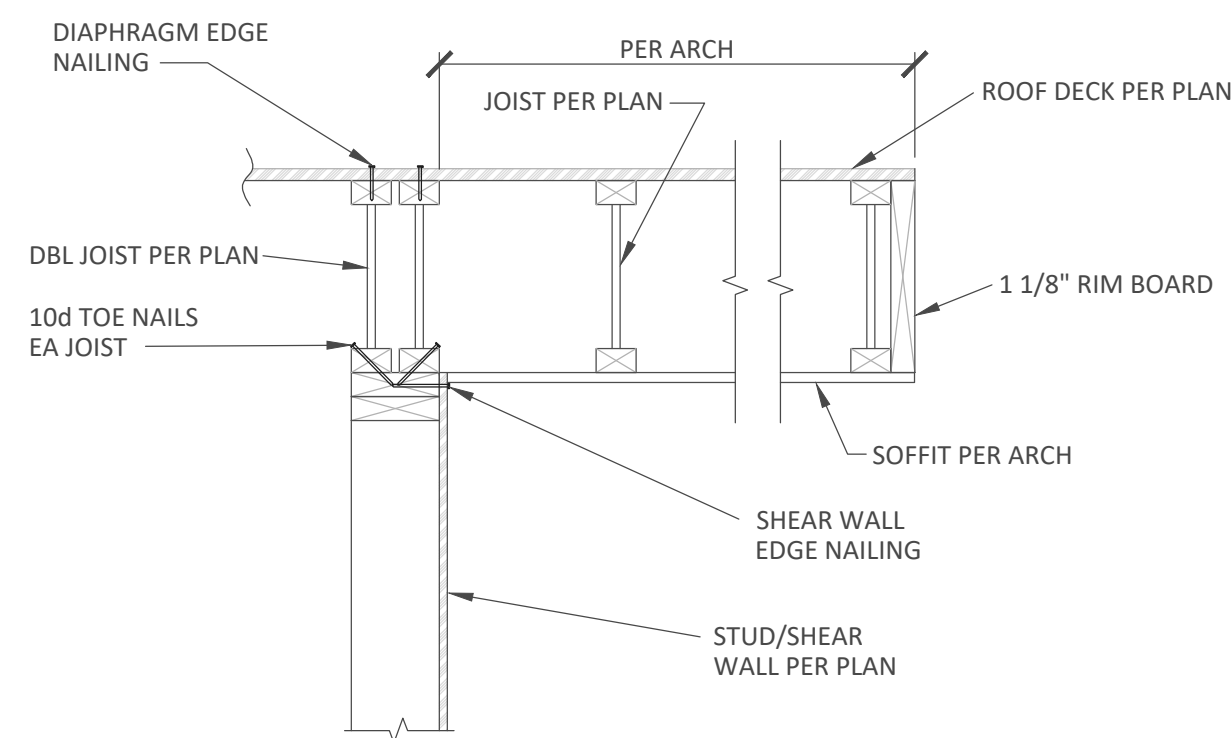 DIAPHRAGM EDGE
NAILING
PER ARCH
JOIST PER PLAN
ROOF DECK PER PLAN
DBL JOIST PER PLAN
1 1/8" RIM BOARD
10d TOE NAILS
EA JOIST
SOFFIT PER ARCH
SHEAR WALL
EDGE NAILING
STUD/SHEAR
WALL PER PLAN